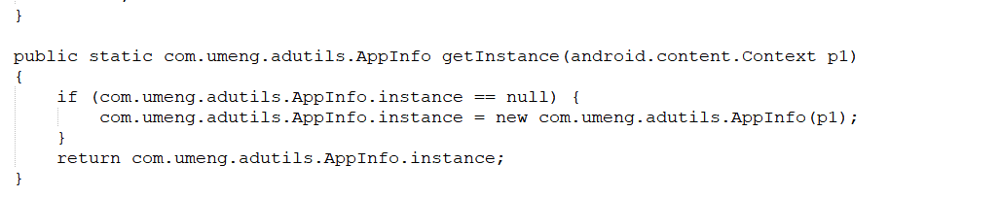 }
public static com.umeng.adutils.AppInfo getInstance(android.content.Context p1)
{
if (com.umeng.adutils.AppInfo.instance == null) {
com.umeng.adutils.AppInfo.instance = new com.umeng.adutils.AppInfo(p1);
}
return com.umeng.adutils.AppInfo.instance;
}